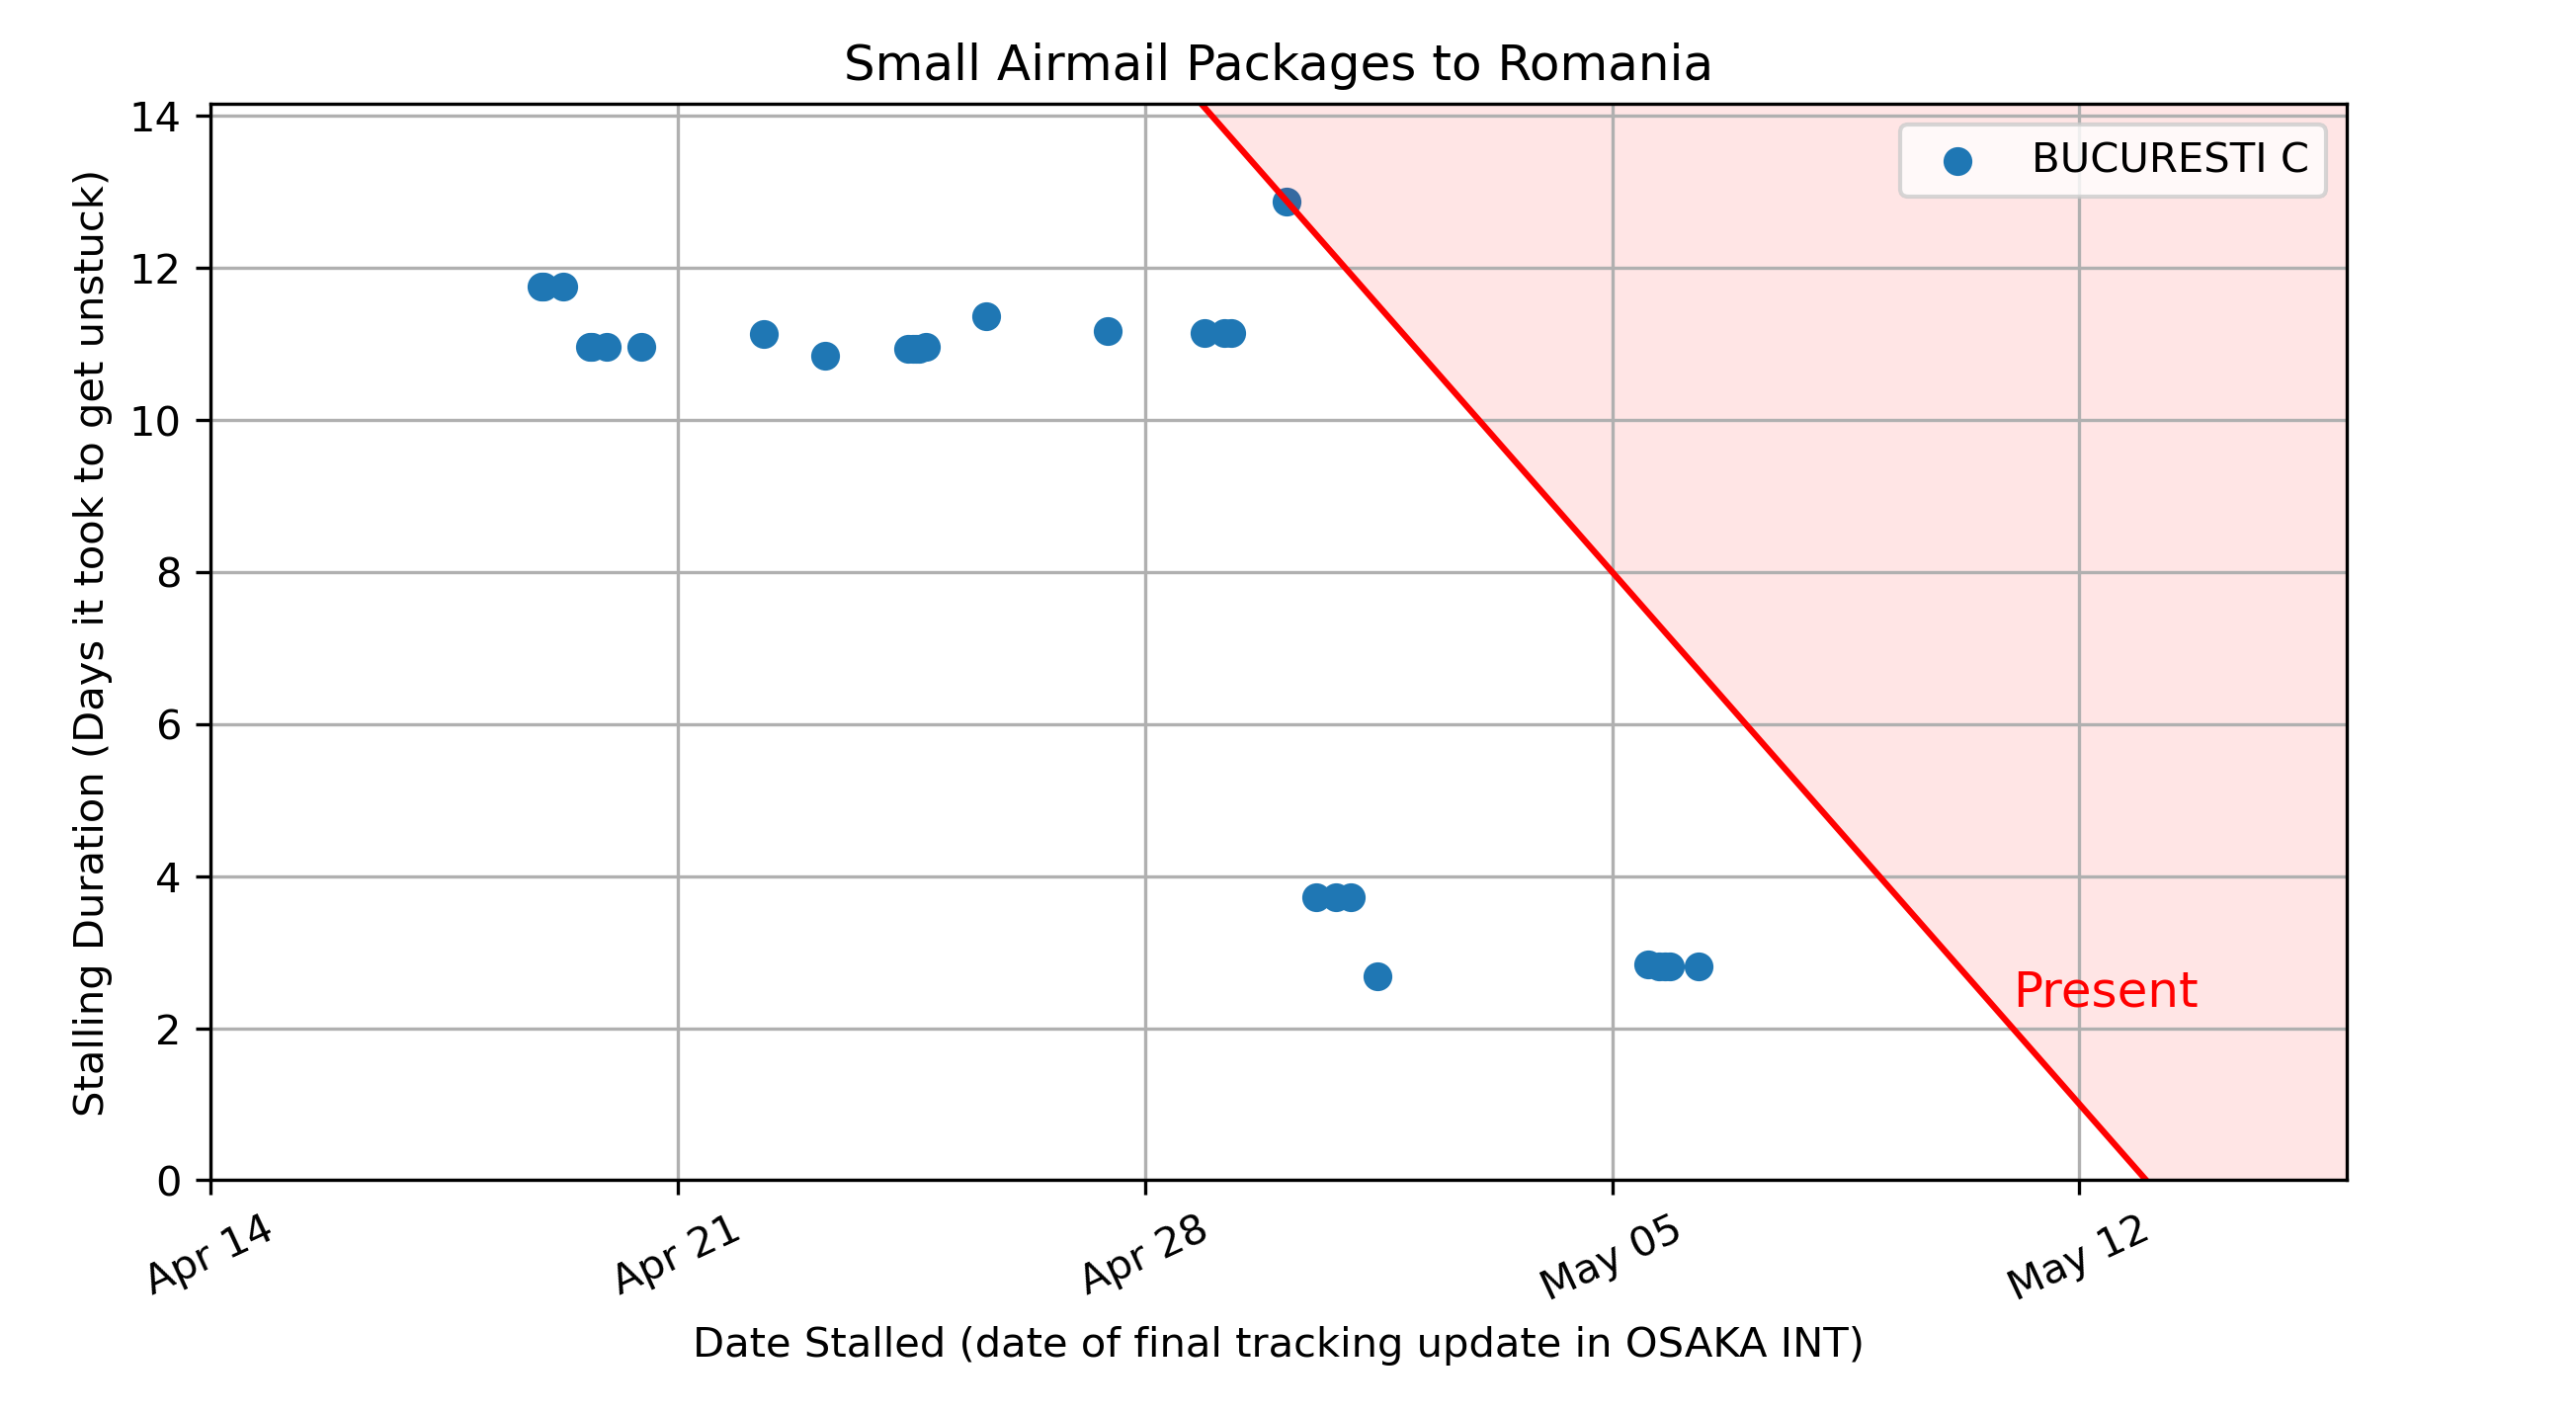 Small Airmail Packages to Romania
BUCURESTI C
Stalling Duration (Days it took to get unstuck)
14
12
10
8
6
4
2
0
Present
Apr 14
Apr 21
Apr 28
May 05
May 12
Date Stalled (date of final tracking update in OSAKA INT)